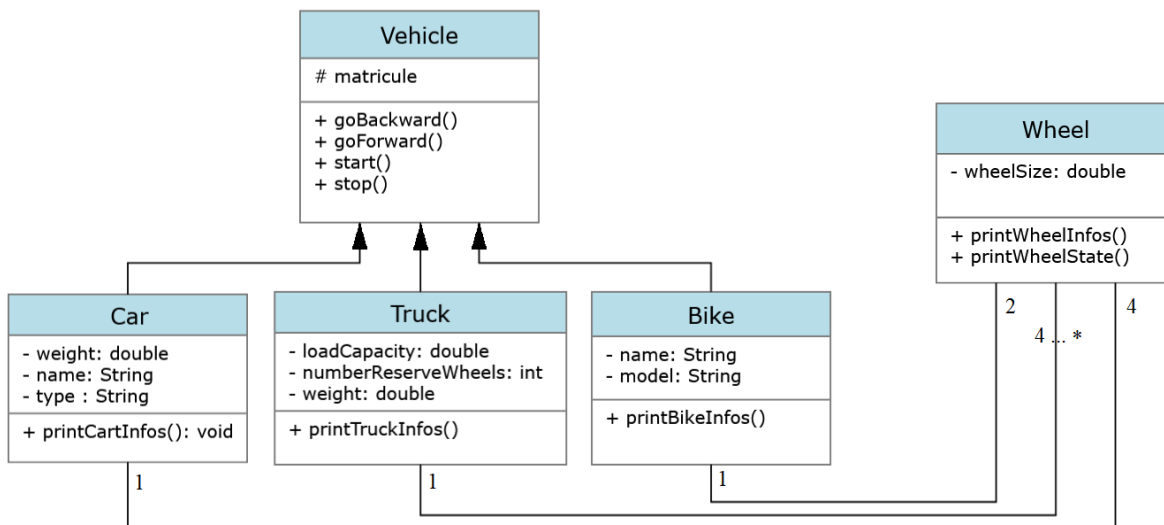 Vehicle
# matricule
+ goBackward()
+ goForward()
+ start()
+ stop()
Wheel
- wheelSize: double
+ printWheelInfos()
+ printWheelState()
Car
- weight: double
- name: String
- type : String
+ printCartInfos(): void
Truck
- loadCapacity: double
- numberReserveWheels: int
- weight: double
+ printTruckInfos()
Bike
- name: String
- model: String
+ printBikeInfos()
2
4 ... *
4
1
1
1